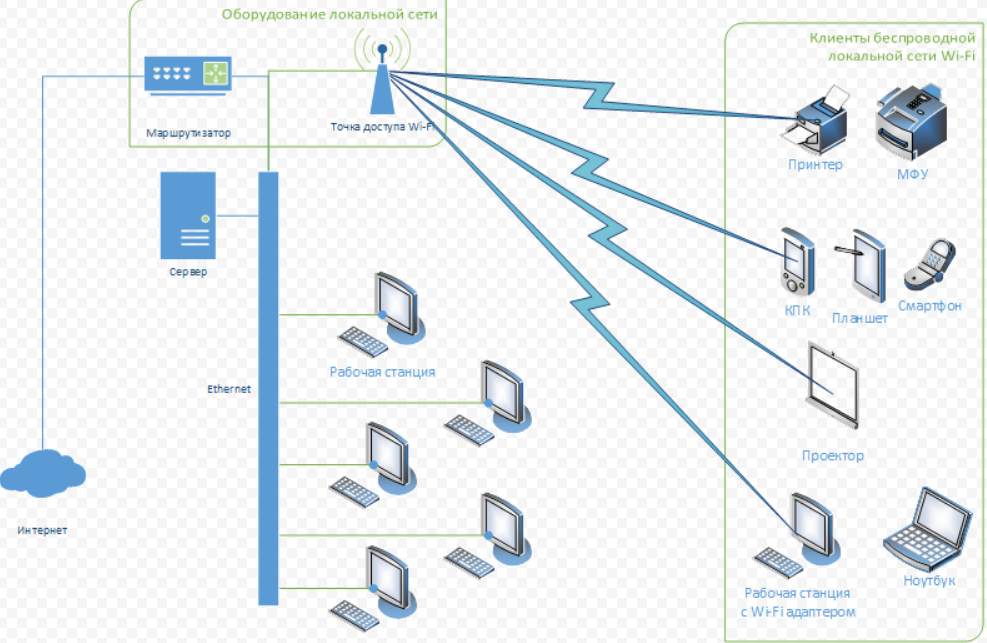 Оборудование локальной сети
Клиенты беспроводной
локальной сети Wi-Fi
Маршрутизатор
Точка доступа Wi-Fi
Принтер
МФУ
Сервер
КПК
Планшет
Смартфон
Рабочая станция
Ethernet
Проектор
Интернет
Рабочая станция
с Wi-Fi адаптером
Ноутбук